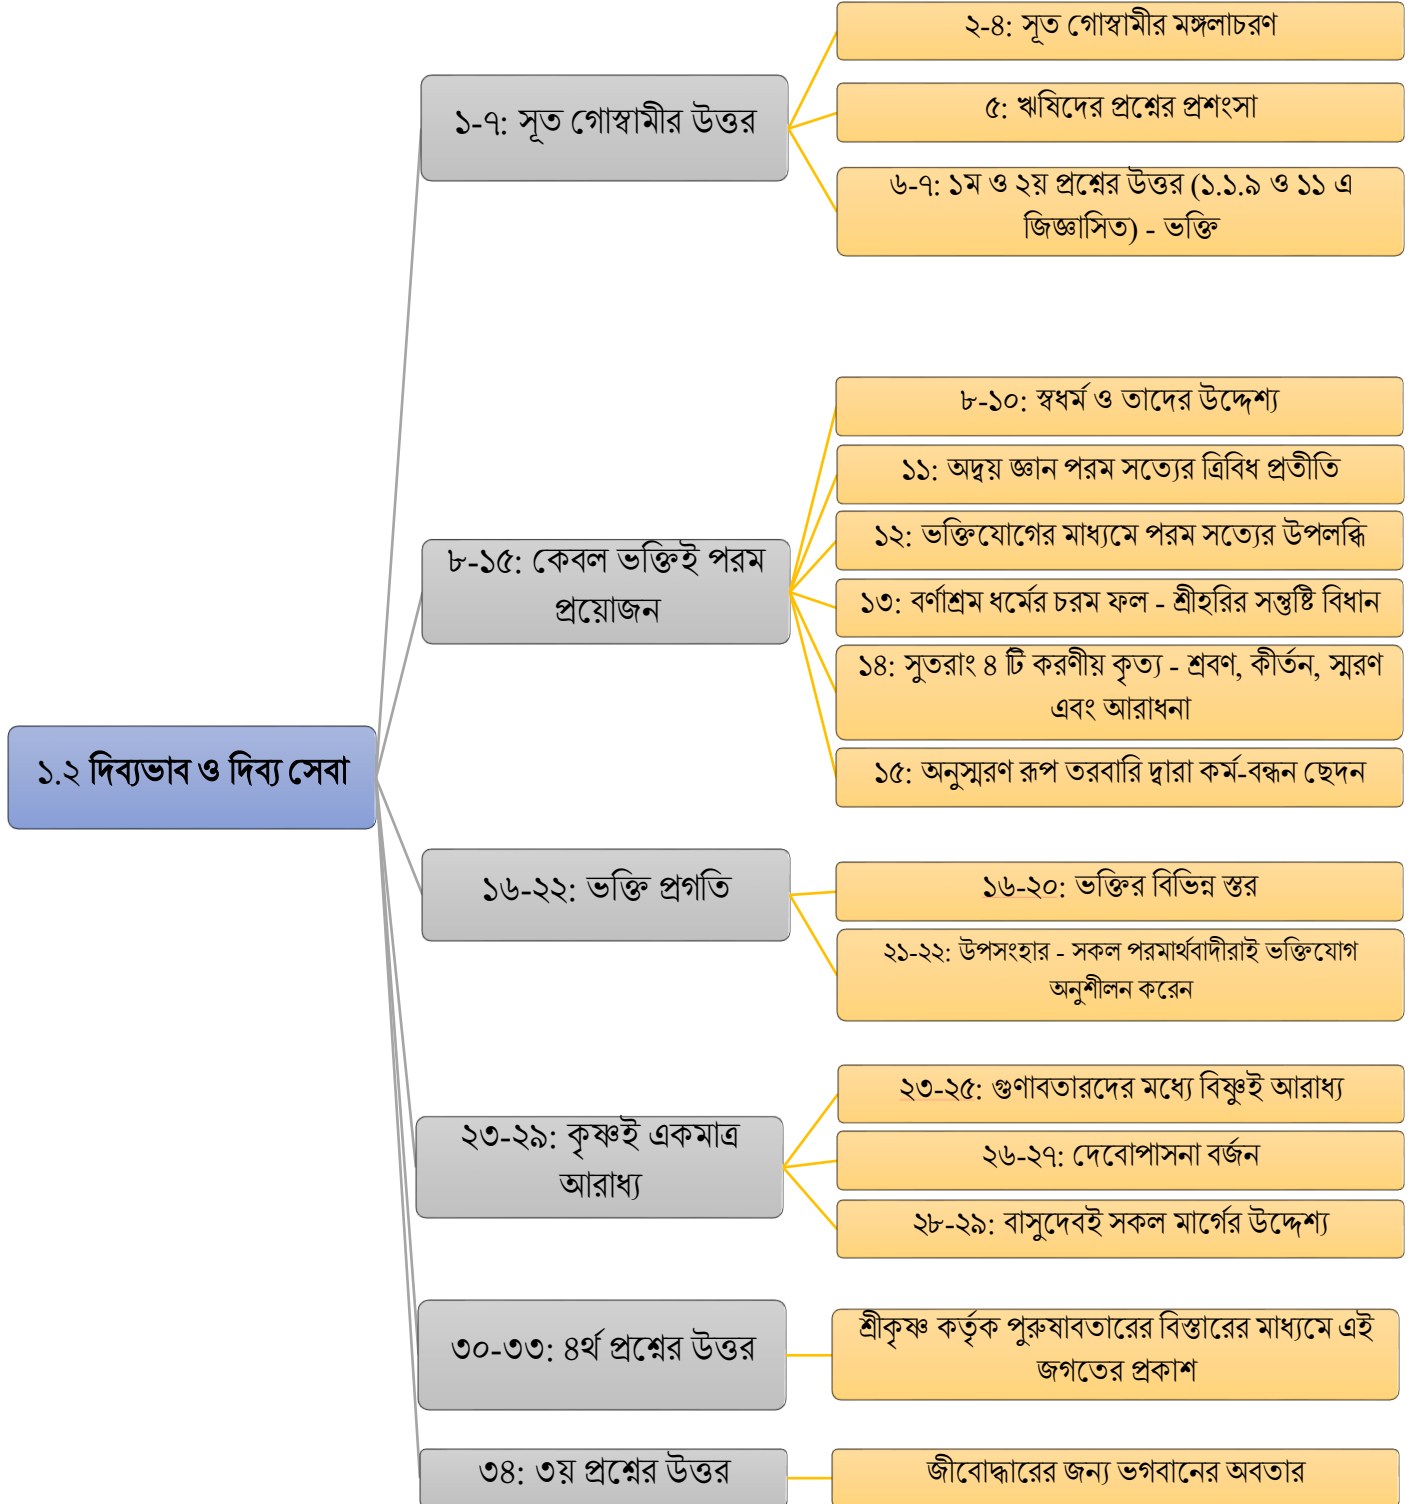 ১.২ দিব্যভাব ও দিব্য সেবা
১-৭: সূত গোস্বামীর উত্তর
২-৪: সূত গোস্বামীর মঙ্গলাচরণ
৫: ঋষিদের প্রশ্নের প্রশংসা
৬-৭: ১ম ও ২য় প্রশ্নের উত্তর (১.১.৯ ও ১১ এ
জিজ্ঞাসিত) - ভক্তি
৮-১৫: কেবল ভক্তিই পরম
প্রয়োজন
৮-১০: স্বধর্ম ও তাদের উদ্দেশ্য
১১: অদ্বয় জ্ঞান পরম সত্যের ত্রিবিধ প্রতীতি
১২: ভক্তিযোগের মাধ্যমে পরম সত্যের উপলব্ধি
১৩: বর্ণাশ্রম ধর্মের চরম ফল - শ্রীহরির সন্তুষ্টি বিধান
১৪: সুতরাং ৪ টি করণীয় কৃত্য - শ্রবণ, কীর্তন, স্মরণ
এবং আরাধনা
১৫: অনুস্মরণ রূপ তরবারি দ্বারা কর্ম-বন্ধন ছেদন
১৬-২২: ভক্তি প্রগতি
১৬-২০: ভক্তির বিভিন্ন স্তর
২১-২২: উপসংহার - সকল পরমার্থবাদীরাই ভক্তিযোগ
অনুশীলন করেন
২৩-২৯: কৃষ্ণই একমাত্র
আরাধ্য
২৩-২৫: গুণাবতারদের মধ্যে বিষ্ণুই আরাধ্য
২৬-২৭: দেবোপাসনা বর্জন
২৮-২৯: বাসুদেবই সকল মার্গের উদ্দেশ্য
৩০-৩৩: ৪র্থ প্রশ্নের উত্তর
শ্রীকৃষ্ণ কর্তৃক পুরুষাবতারের বিস্তারের মাধ্যমে এই
জগতের প্রকাশ
৩৪: ৩য় প্রশ্নের উত্তর
জীবোদ্ধারের জন্য ভগবানের অবতার